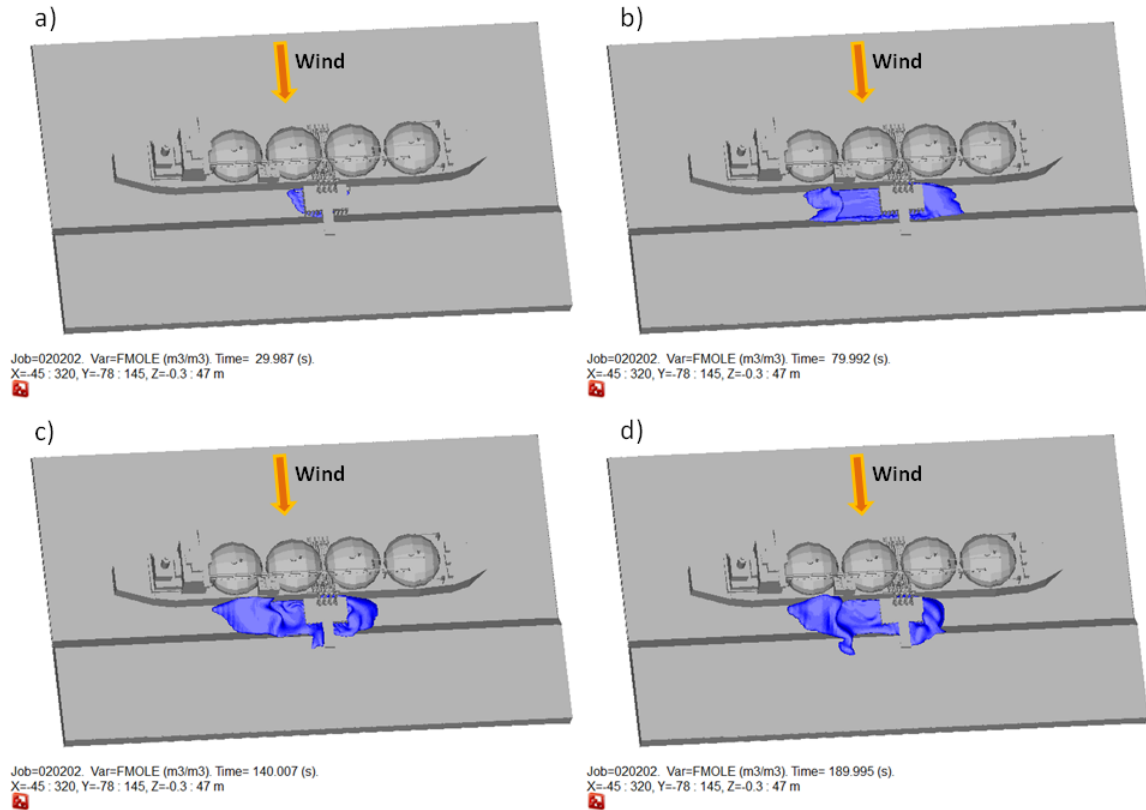 a)
Wind
Job=020202. Var=FMOLE (m3/m3). Time= 29.987 (s).
X=-45 : 320, Y=-78 : 145, Z=-0.3 : 47 m
b)
Wind
Job=020202. Var=FMOLE (m3/m3). Time= 79.992 (s).
X=-45 : 320, Y=-78 : 145, Z=-0.3 : 47 m
c)
Wind
Job=020202. Var=FMOLE (m3/m3). Time= 140.007 (s).
X=-45 : 320, Y=-78 : 145, Z=-0.3 : 47 m
d)
Wind
Job=020202. Var=FMOLE (m3/m3). Time= 189.995 (s).
X=-45 : 320, Y=-78 : 145, Z=-0.3 : 47 m